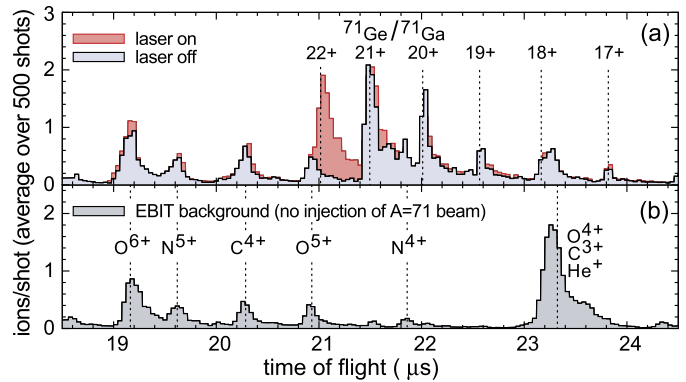 ⁷¹Ge/⁷¹Ga
(a)
laser on
laser off
22+ 21+ 20+ 19+ 18+ 17+
3
2
1
0
ions/shot (average over 500 shots)
EBIT background (no injection of A=71 beam)
(b)
O⁶⁺ N⁵⁺ C⁴⁺ O⁵⁺ N⁴⁺
O⁴⁺
C³⁺
He⁺
2
1
0
19 20 21 22 23 24
time of flight ( μs)